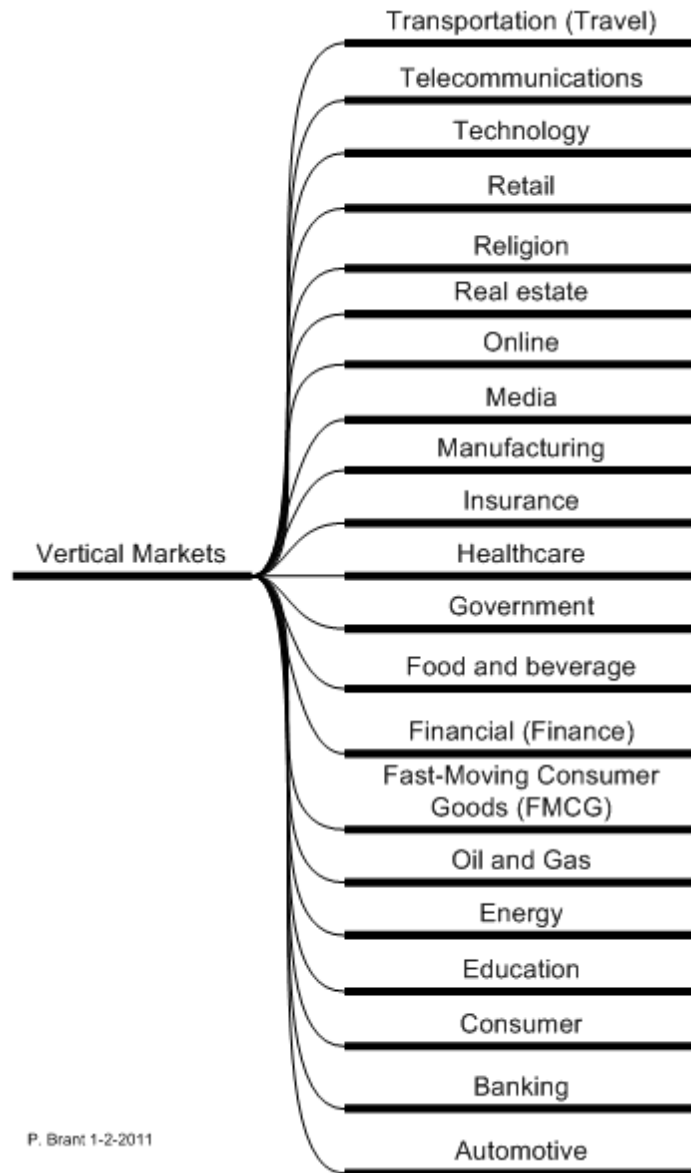 Transportation (Travel)
Telecommunications
Technology
Retail
Religion
Real estate
Online
Media
Manufacturing
Insurance
Vertical Markets
Healthcare
Government
Food and beverage
Financial (Finance)
Fast-Moving Consumer
Goods (FMCG)
Oil and Gas
Energy
Education
Consumer
Banking
P. Brant 1-2-2011
Automotive